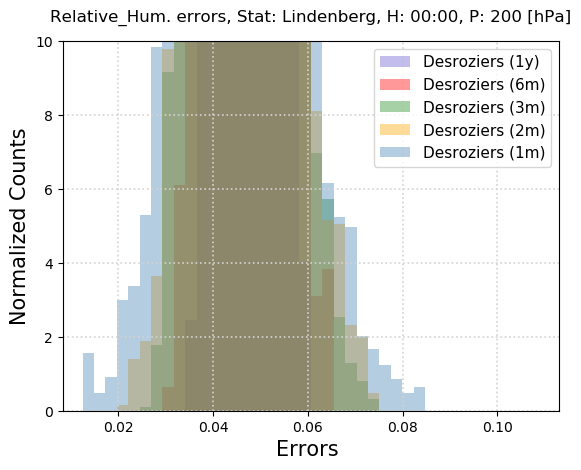 Relative_Hum. errors, Stat: Lindenberg, H: 00:00, P: 200 [hPa]
Desroziers (1y)
Desroziers (6m)
Desroziers (3m)
Desroziers (2m)
Desroziers (1m)
Normalized Counts
10
8
6
4
2
0
0.02 0.04 0.06 0.08 0.10
Errors